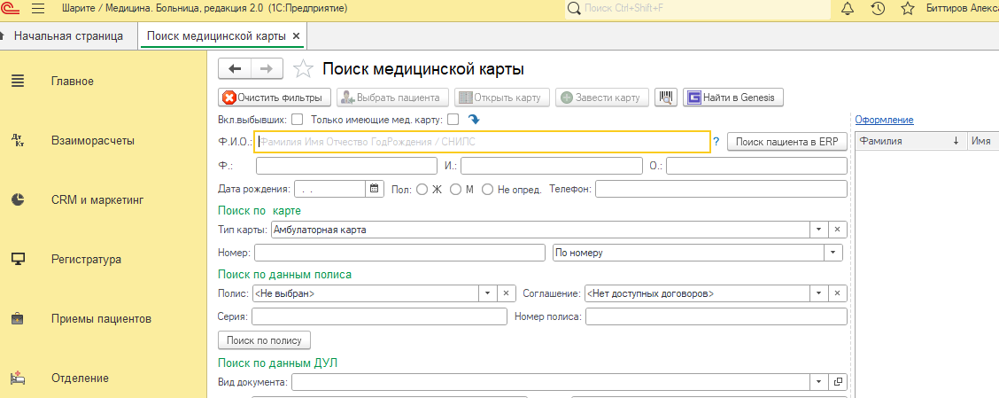 Шарите / Медицина. Больница, редакция 2.0 (1С:Предприятие)
Поиск Ctrl+Shift+F
Биттиров Алекс
Начальная страница
Поиск медицинской карты
Главное
Дт Кт Взаиморасчеты
CRM и маркетинг
Регистратура
Приемы пациентов
Отделение
Поиск медицинской карты
Очистить фильтры Выбрать пациента Открыть карту Завести карту Найти в Genesis
Вкл.выбывших: Только имеющие мед. карту:
Ф.И.О.: Фамилия Имя Отчество ГодРождения / СНИЛС ? Поиск пациента в ERP
Ф.: И.: О.:
Дата рождения: . . Пол: Ж М Не опред. Телефон:
Поиск по карте
Тип карты: Амбулаторная карта
Номер: По номеру
Поиск по данным полиса
Полис: <Не выбран> Соглашение: <Нет доступных договоров>
Серия: Номер полиса:
Поиск по полису
Поиск по данным ДУЛ
Вид документа:
Оформление
Фамилия Имя